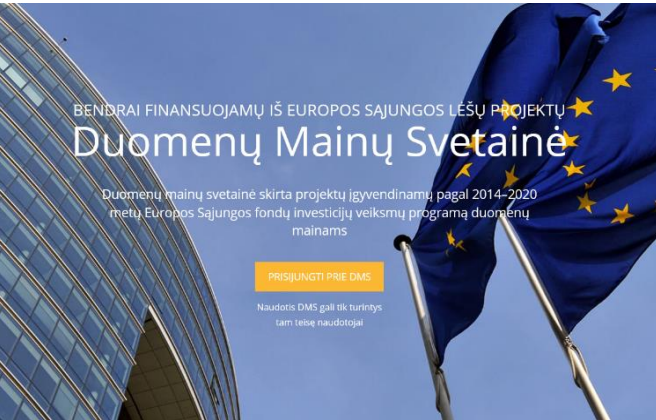 BENDRAI FINANSUOJAMŲ IŠ EUROPOS SĄJUNGOS LĖŠŲ PROJEKTŲ
Duomenų Mainų Svetainė
Duomenų mainų svetainė skirta projektų įgyvendinamų pagal 2014–2020
metų Europos Sąjungos fondų investicijų veiksmų programą duomenų
mainams
PRISIJUNGTI PRIE DMS
Naudotis DMS gali tik turintys
tam teisę naudotojai